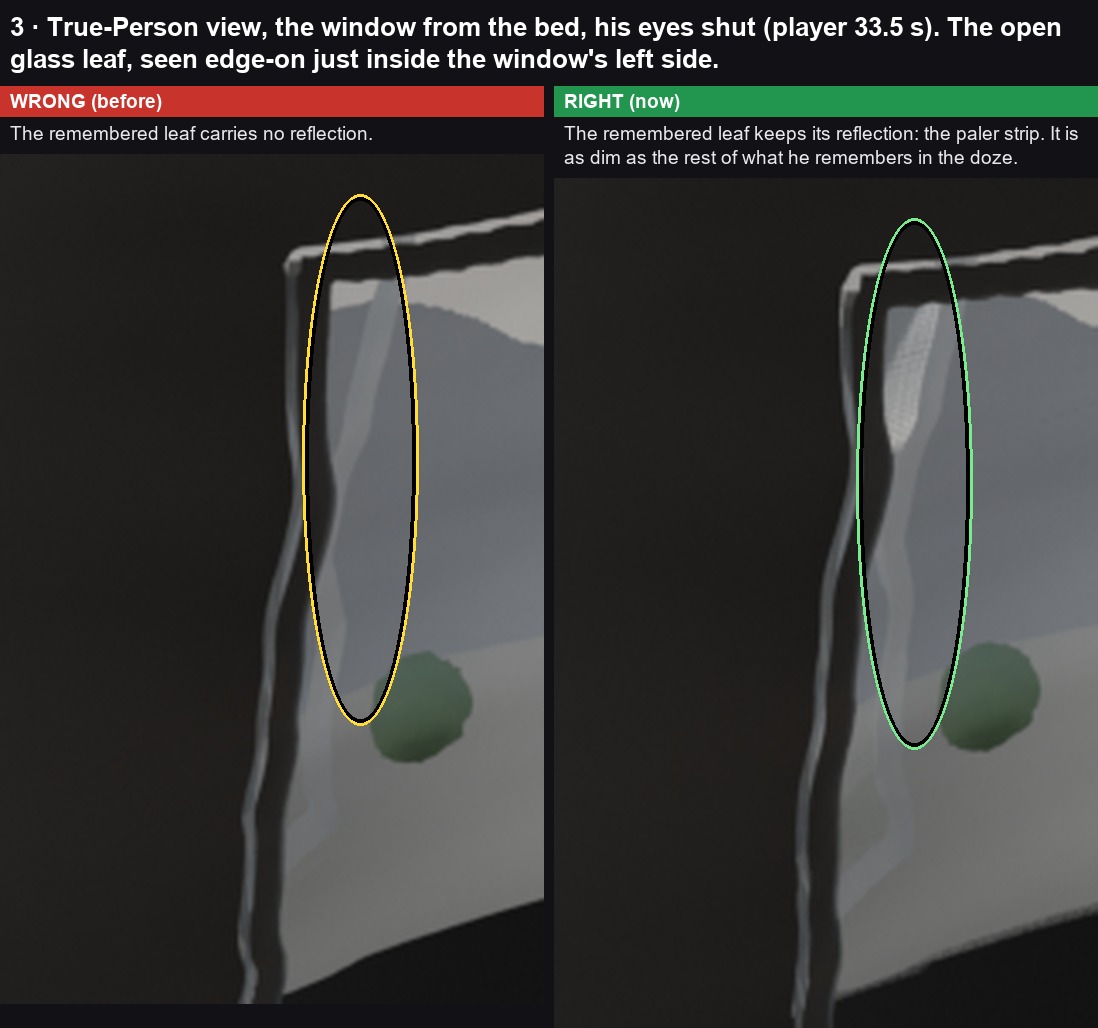 3 · True-Person view, the window from the bed, his eyes shut (player 33.5 s). The open
glass leaf, seen edge-on just inside the window's left side.
WRONG (before)
The remembered leaf carries no reflection.
RIGHT (now)
The remembered leaf keeps its reflection: the paler strip. It is
as dim as the rest of what he remembers in the doze.